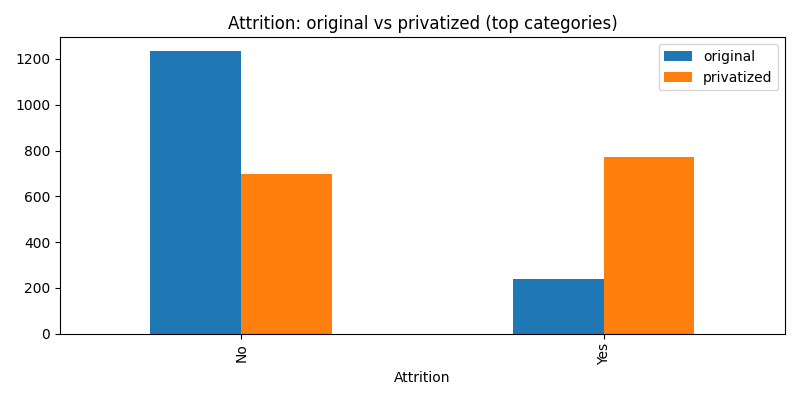 Attrition: original vs privatized (top categories)
original
privatized
1200
1000
800
600
400
200
0
No
Yes
Attrition